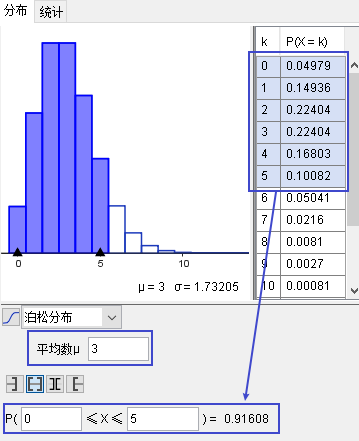 分布 统计
k P(X = k)
0 0.04979
1 0.14936
2 0.22404
3 0.22404
4 0.16803
5 0.10082
6 0.05041
7 0.0216
8 0.0081
9 0.0027
10 0.00081
0 5 10
μ = 3 σ = 1.73205
泊松分布
平均数μ 3
P( 0 ≤ X ≤ 5 ) = 0.91608